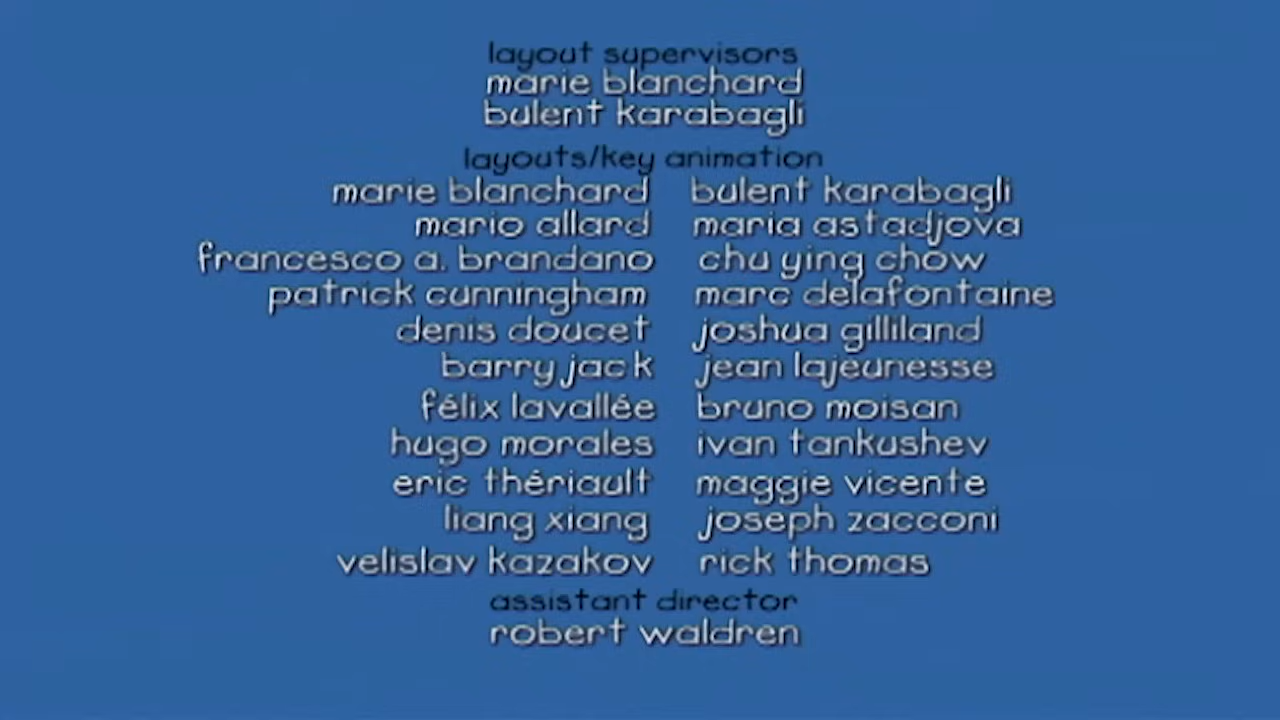 layout supervisors
marie blanchard
bulent karabagli
layouts/key animation
marie blanchard bulent karabagli
mario allard maria astadjova
francesco a. brandano chu ying chow
patrick cunningham marc delafontaine
denis doucet joshua gilliland
barry jack jean lajeunesse
félix lavallée bruno moisan
hugo morales ivan tankushev
eric thériault maggie vicente
liang xiang joseph zacconi
velislav kazakov rick thomas
assistant director
robert waldren